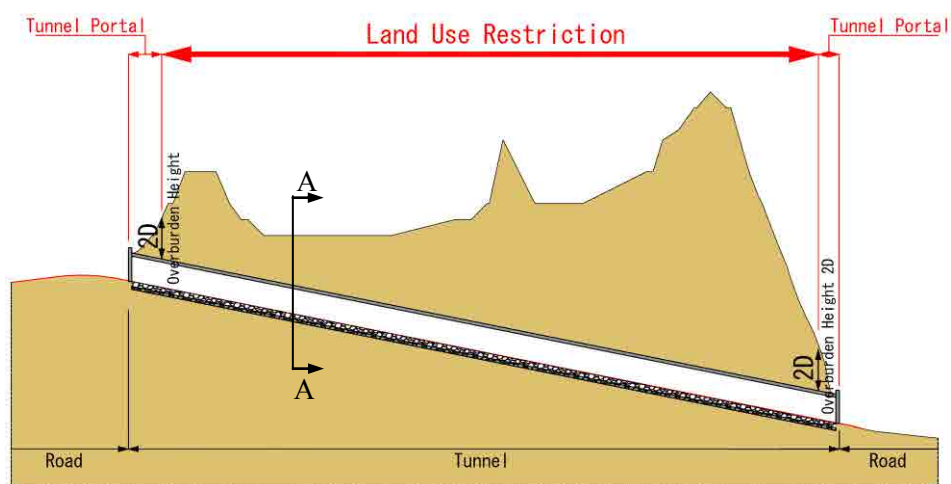 Tunnel Portal
Land Use Restriction
Tunnel Portal
A
2D
Overburden Height
A
2D
Overburden Height 2D
Road
Tunnel
Road